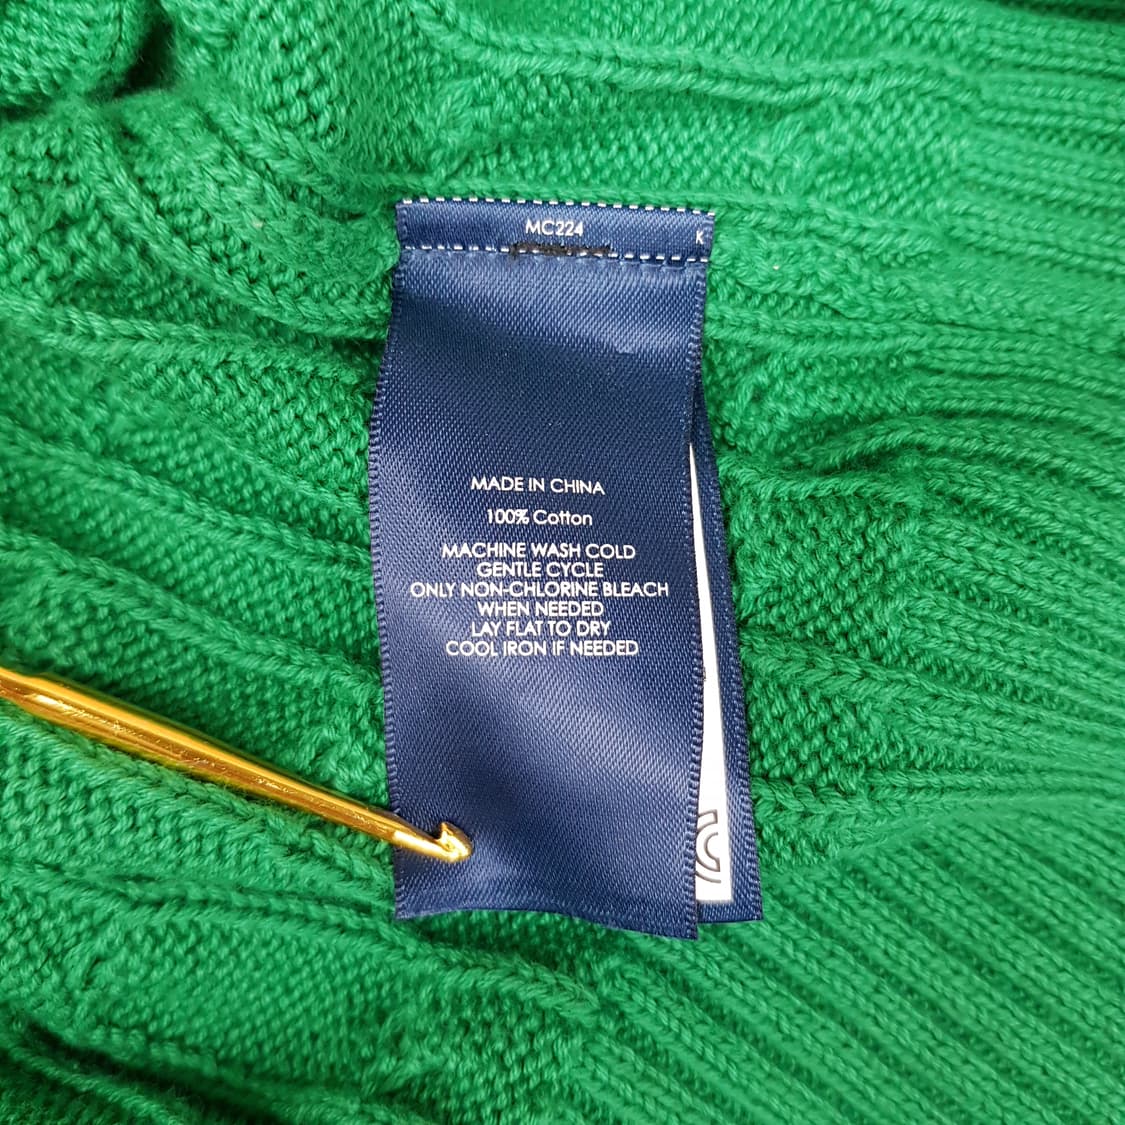 MC224
K
MADE IN CHINA
100% Cotton
MACHINE WASH COLD
GENTLE CYCLE
ONLY NON-CHLORINE BLEACH
WHEN NEEDED
LAY FLAT TO DRY
COOL IRON IF NEEDED